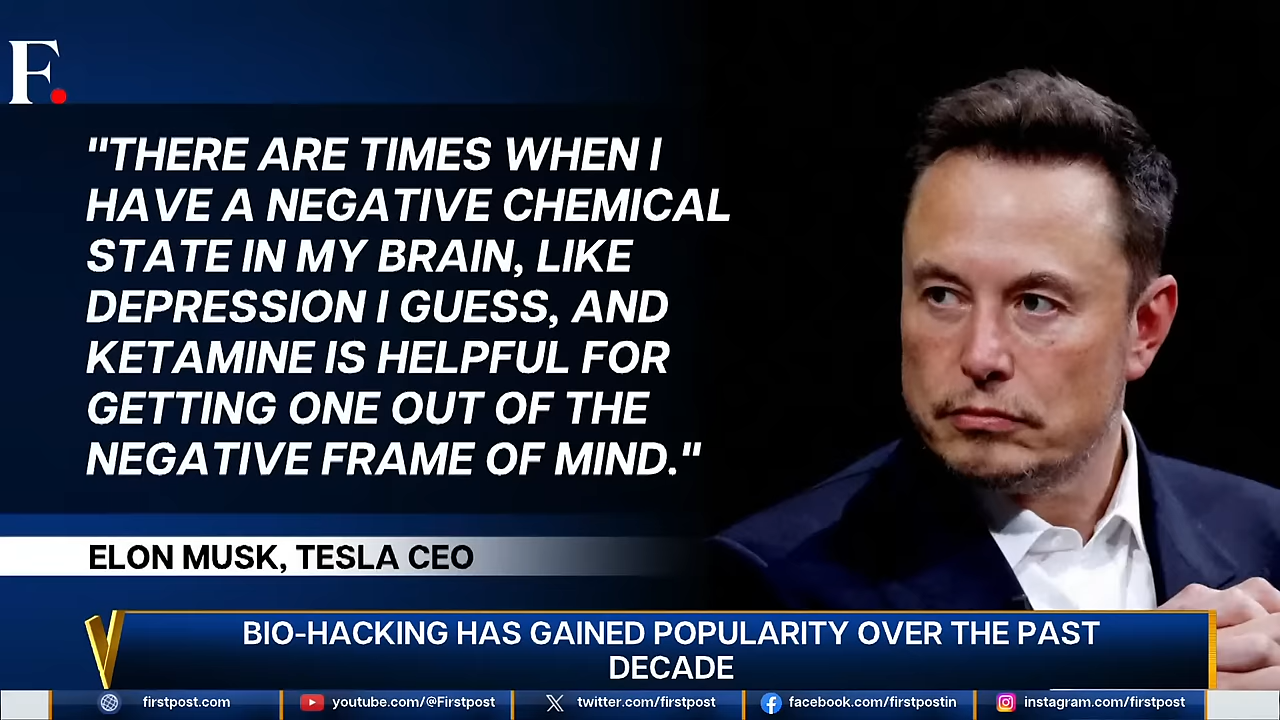 F.
"THERE ARE TIMES WHEN I
HAVE A NEGATIVE CHEMICAL
STATE IN MY BRAIN, LIKE
DEPRESSION I GUESS, AND
KETAMINE IS HELPFUL FOR
GETTING ONE OUT OF THE
NEGATIVE FRAME OF MIND."
ELON MUSK, TESLA CEO
BIO-HACKING HAS GAINED POPULARITY OVER THE PAST
DECADE
firstpost.com youtube.com/@Firstpost twitter.com/firstpost facebook.com/firstpostin instagram.com/firstpost